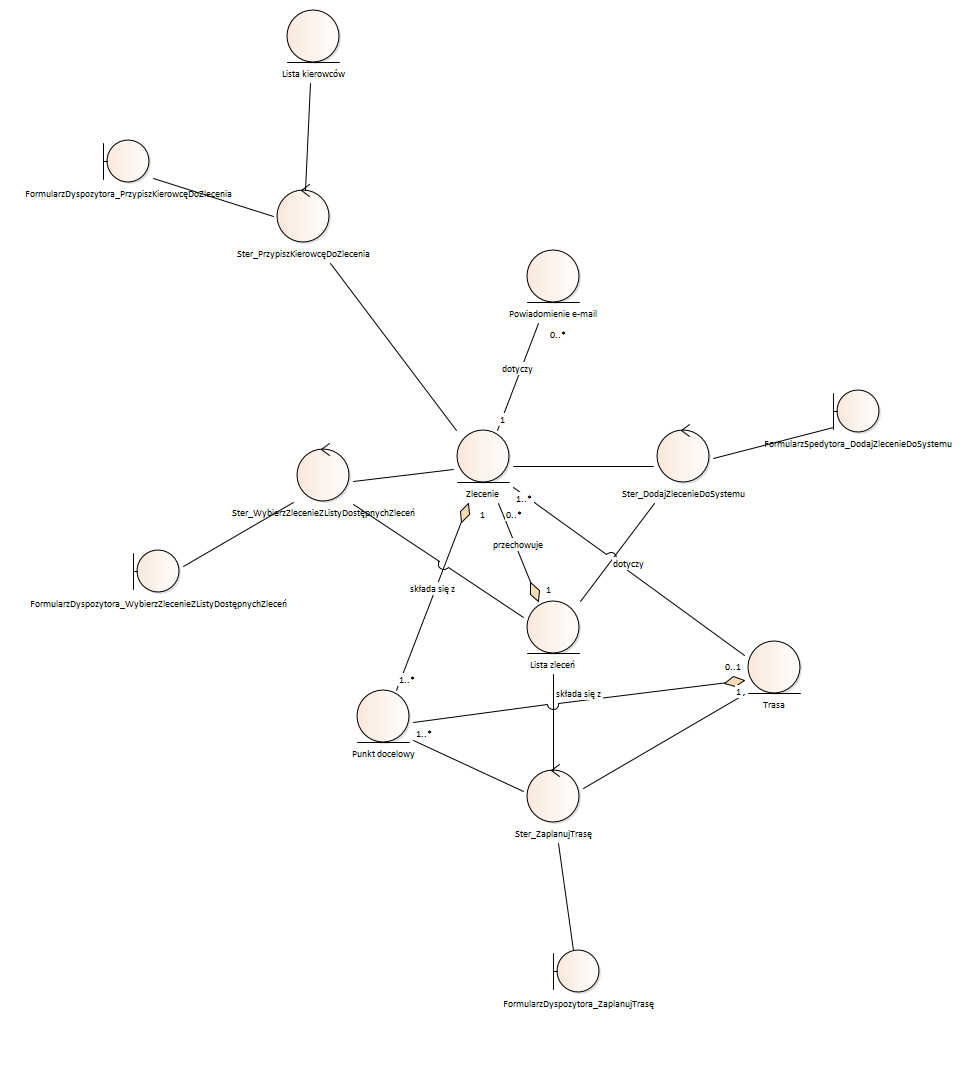 Lista kierowców
FormularzDyspozytora_PrzypiszKierowcęDoZlecenia
Ster_PrzypiszKierowcęDoZlecenia
Powiadomienie e-mail
0..*
dotyczy
1
FormularzSpedytora_DodajZlecenieDoSystemu
Zlecenie
1..*
Ster_DodajZlecenieDoSystemu
Ster_WybierzZlecenieZListyDostępnychZleceń
1
0..*
przechowuje
dotyczy
składa się z
1
FormularzDyspozytora_WybierzZlecenieZListyDostępnychZleceń
Lista zleceń
0..1
1..*
składa się z
1
Trasa
1..*
Punkt docelowy
Ster_ZaplanujTrasę
FormularzDyspozytora_ZaplanujTrasę